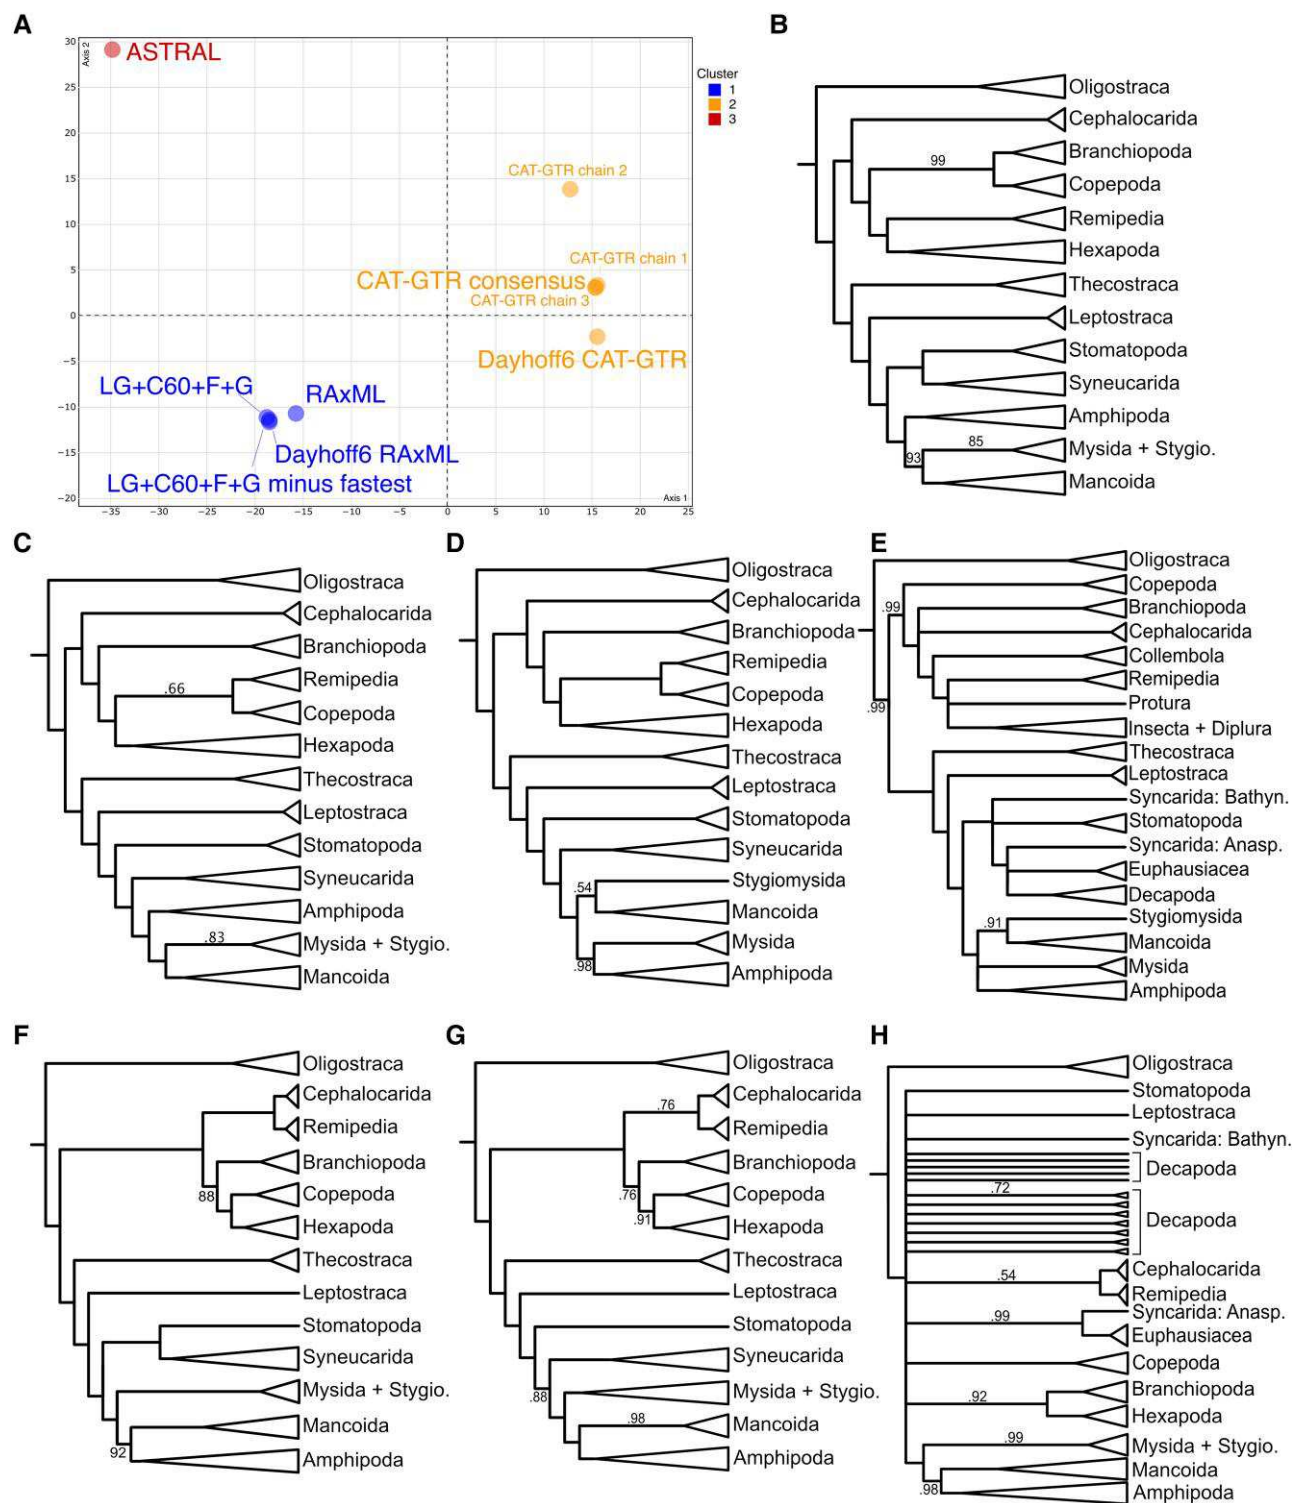 A
30
Axis 2
ASTRAL
25
20
15
10
5
0
−5
−10
−15
−20
Cluster
1
2
3
CAT-GTR chain 2
CAT-GTR chain 1
CAT-GTR consensus
CAT-GTR chain 3
Dayhoff6 CAT-GTR
LG+C60+F+G
RAxML
Dayhoff6 RAxML
LG+C60+F+G minus fastest
Axis 1
−35 −30 −25 −20 −15 −10 −5 0 5 10 15 20 25
B
Oligostraca
Cephalocarida
99
Branchiopoda
Copepoda
Remipedia
Hexapoda
Thecostraca
Leptostraca
Stomatopoda
Syneucarida
Amphipoda
85
Mysida + Stygio.
93
Mancoida
C
Oligostraca
Cephalocarida
Branchiopoda
.66
Remipedia
Copepoda
Hexapoda
Thecostraca
Leptostraca
Stomatopoda
Syneucarida
Amphipoda
.83
Mysida + Stygio.
Mancoida
D
Oligostraca
Cephalocarida
Branchiopoda
Remipedia
Copepoda
Hexapoda
Thecostraca
Leptostraca
Stomatopoda
Syneucarida
.54
Stygiomysida
Mancoida
Mysida
.98
Amphipoda
E
Oligostraca
Copepoda
.99
Branchiopoda
Cephalocarida
Collembola
Remipedia
.99
Protura
Insecta + Diplura
Thecostraca
Leptostraca
Syncarida: Bathyn.
Stomatopoda
Syncarida: Anasp.
Euphausiacea
Decapoda
.91
Stygiomysida
Mancoida
Mysida
Amphipoda
F
Oligostraca
Cephalocarida
Remipedia
Branchiopoda
88
Copepoda
Hexapoda
Thecostraca
Leptostraca
Stomatopoda
Syneucarida
Mysida + Stygio.
Mancoida
92
Amphipoda
G
Oligostraca
.76
Cephalocarida
Remipedia
Branchiopoda
.76
Copepoda
.91
Hexapoda
Thecostraca
Leptostraca
Stomatopoda
Syneucarida
.88
Mysida + Stygio.
.98
Mancoida
Amphipoda
H
Oligostraca
Stomatopoda
Leptostraca
Syncarida: Bathyn.
Decapoda
.72
Decapoda
Cephalocarida
.54
Remipedia
Syncarida: Anasp.
.99
Euphausiacea
Copepoda
Branchiopoda
.92
Hexapoda
.99
Mysida + Stygio.
Mancoida
.98
Amphipoda